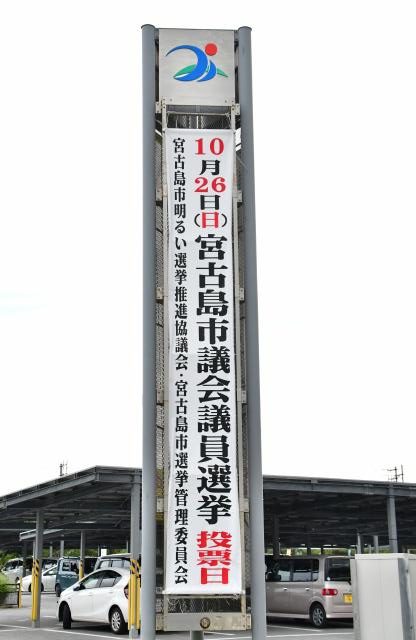 10月26日(日)宮古島市議会議員選挙 投票日
宮古島市明るい選挙推進協議会・宮古島市選挙管理委員会